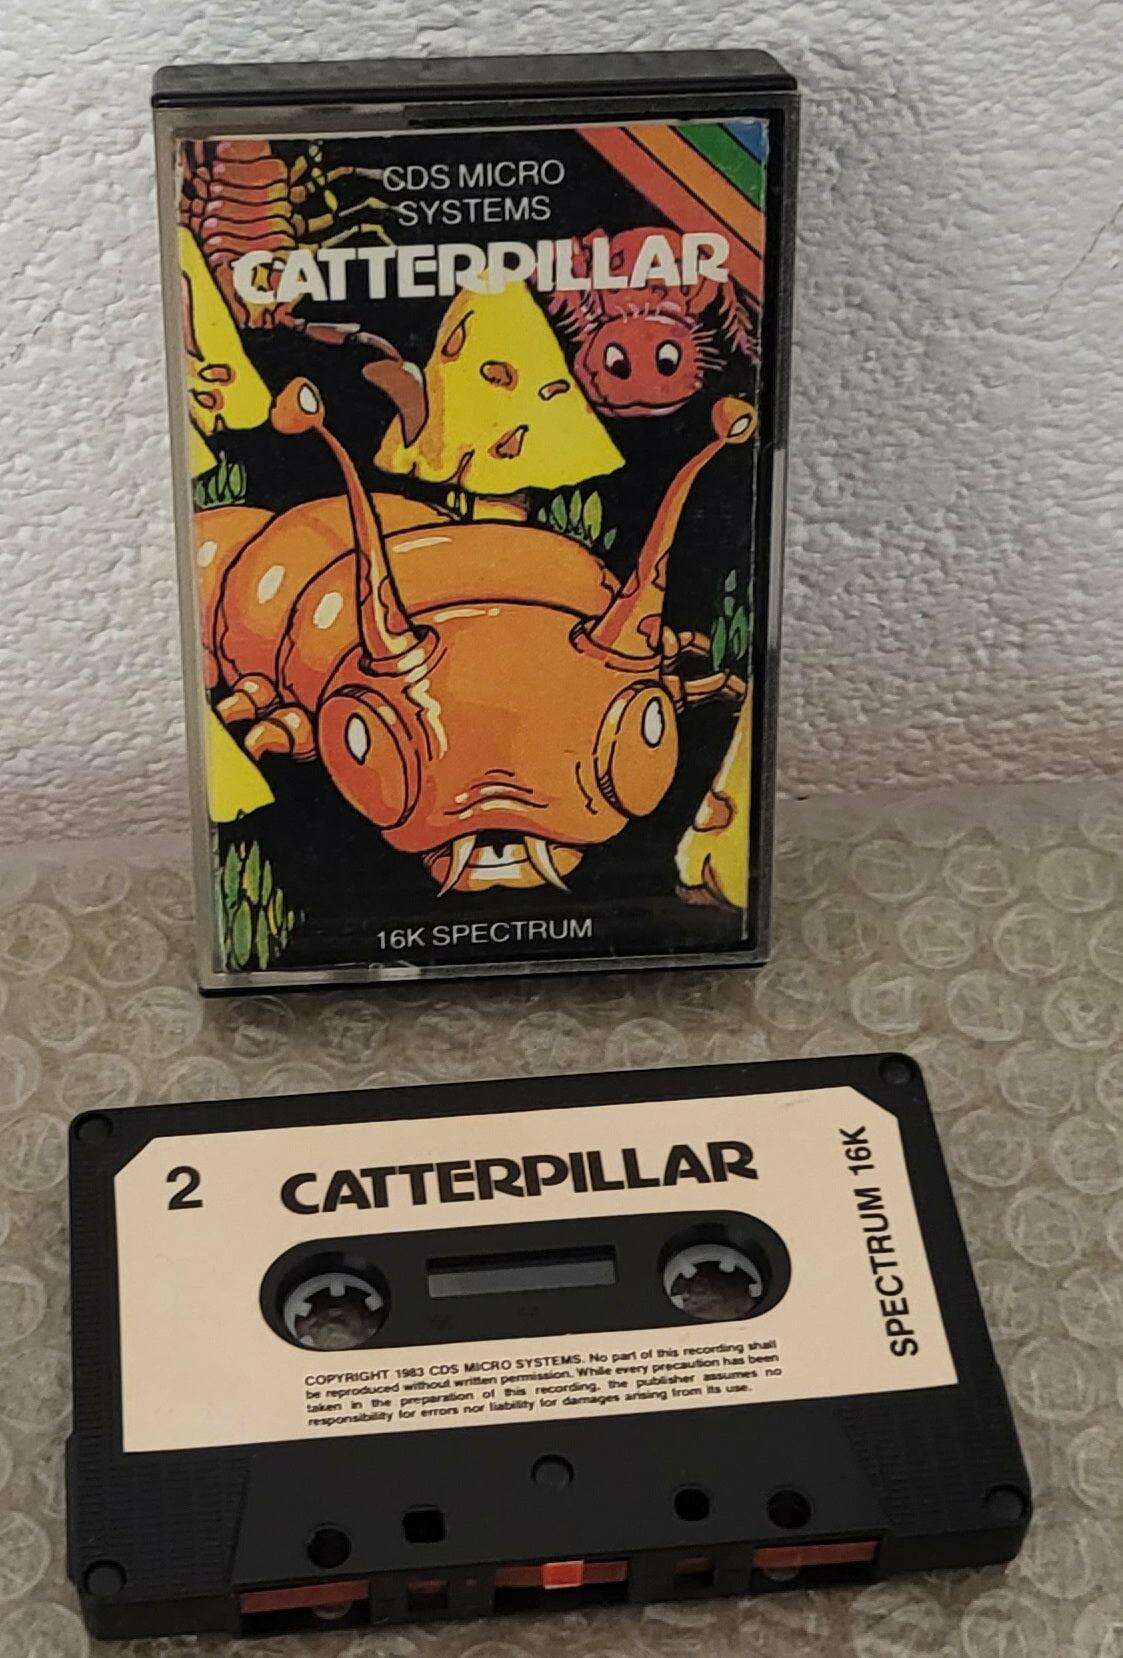 CDS MICRO
SYSTEMS
CATTERPILLAR
16K SPECTRUM
2
CATTERPILLAR
SPECTRUM 16K
COPYRIGHT 1983 CDS MICRO SYSTEMS. No part of this recording shall
be reproduced without written permission. While every precaution has been
taken in the preparation of this recording, the publisher assumes no
responsibility for errors nor liability for damages arising from its use.